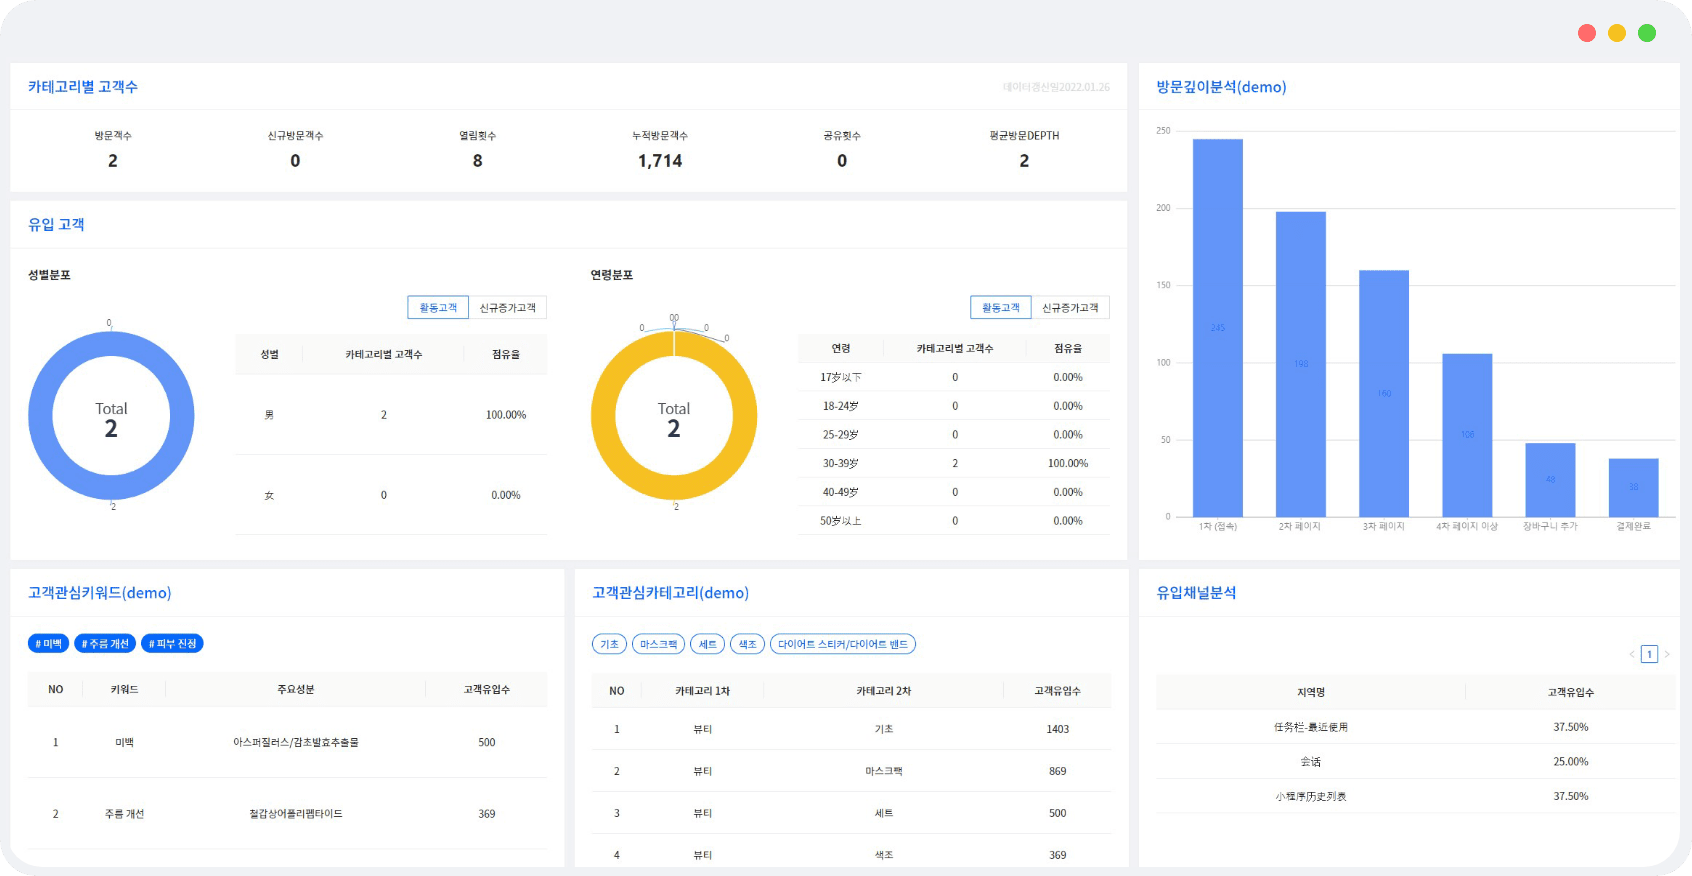 카테고리별 고객수
데이터갱신일2022.01.26
방문객수 신규방문객수 열림횟수 누적방문객수 공유횟수 평균방문DEPTH
2 0 8 1,714 0 2
유입 고객
성별분포
활동고객 신규증가고객
0
Total
2
2
성별 카테고리별 고객수 점유율
男 2 100.00%
女 0 0.00%
연령분포
활동고객 신규증가고객
0 00 0 0
Total
2
2
연령 카테고리별 고객수 점유율
17岁以下 0 0.00%
18-24岁 0 0.00%
25-29岁 0 0.00%
30-39岁 2 100.00%
40-49岁 0 0.00%
50岁以上 0 0.00%
방문깊이분석(demo)
250
200
150
100
50
0
245 198 160 106 48 38
1차 (접속) 2차 페이지 3차 페이지 4차 페이지 이상 장바구니 추가 결제완료
고객관심키워드(demo)
# 미백 # 주름 개선 # 피부 진정
NO 키워드 주요성분 고객유입수
1 미백 아스퍼질러스/감초발효추출물 500
2 주름 개선 철갑상어폴리펩타이드 369
고객관심카테고리(demo)
기초 마스크팩 세트 색조 다이어트 스티커/다이어트 밴드
NO 카테고리 1차 카테고리 2차 고객유입수
1 뷰티 기초 1403
2 뷰티 마스크팩 869
3 뷰티 세트 500
4 뷰티 색조 369
유입채널분석
< 1 >
지역명 고객유입수
任务栏-最近使用 37.50%
会话 25.00%
小程序历史列表 37.50%